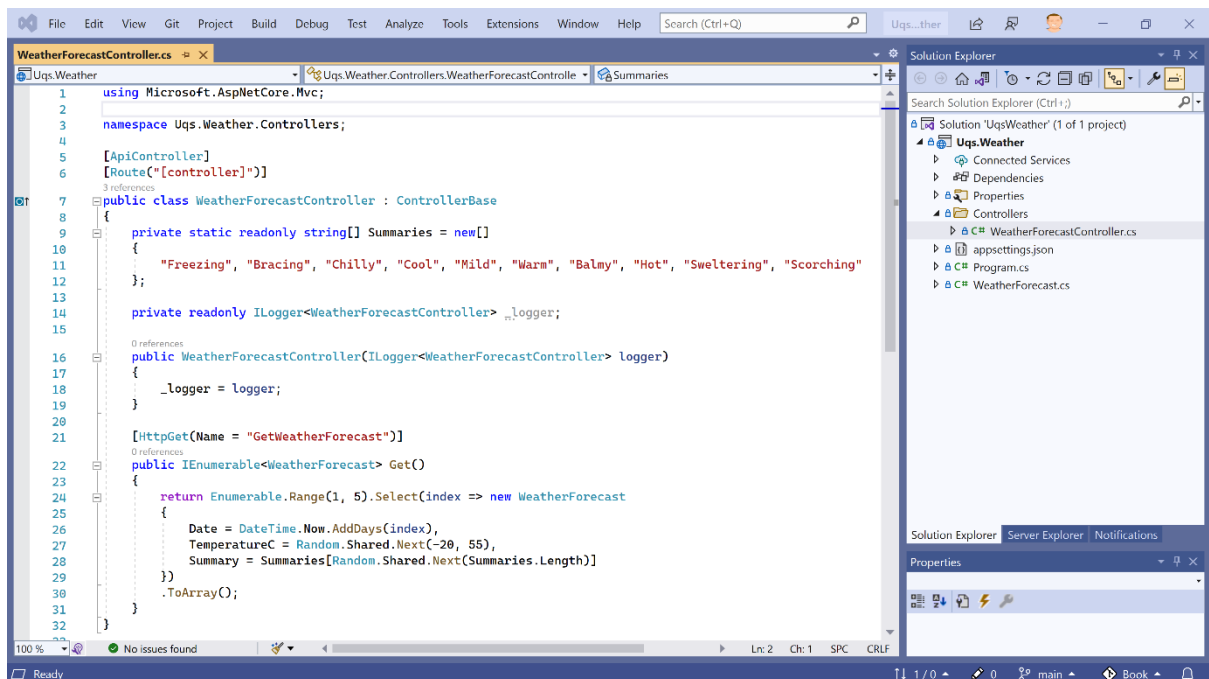 File Edit View Git Project Build Debug Test Analyze Tools Extensions Window Help Search (Ctrl+Q) Uqs...ther
WeatherForecastController.cs
Uqs.Weather Uqs.Weather.Controllers.WeatherForecastControlle Summaries
1 using Microsoft.AspNetCore.Mvc;
2
3 namespace Uqs.Weather.Controllers;
4
5 [ApiController]
6 [Route("[controller]")]
3 references
7 public class WeatherForecastController : ControllerBase
8 {
9 private static readonly string[] Summaries = new[]
10 {
11 "Freezing", "Bracing", "Chilly", "Cool", "Mild", "Warm", "Balmy", "Hot", "Sweltering", "Scorching"
12 };
13
14 private readonly ILogger<WeatherForecastController> _logger;
15
0 references
16 public WeatherForecastController(ILogger<WeatherForecastController> logger)
17 {
18 _logger = logger;
19 }
20
21 [HttpGet(Name = "GetWeatherForecast")]
0 references
22 public IEnumerable<WeatherForecast> Get()
23 {
24 return Enumerable.Range(1, 5).Select(index => new WeatherForecast
25 {
26 Date = DateTime.Now.AddDays(index),
27 TemperatureC = Random.Shared.Next(-20, 55),
28 Summary = Summaries[Random.Shared.Next(Summaries.Length)]
29 })
30 .ToArray();
31 }
32 }
100 % No issues found Ln: 2 Ch: 1 SPC CRLF
Solution Explorer
Search Solution Explorer (Ctrl+;)
Solution 'UqsWeather' (1 of 1 project)
Uqs.Weather
Connected Services
Dependencies
Properties
Controllers
C# WeatherForecastController.cs
appsettings.json
C# Program.cs
C# WeatherForecast.cs
Solution Explorer Server Explorer Notifications
Properties
Ready 1 / 0 0 main Book